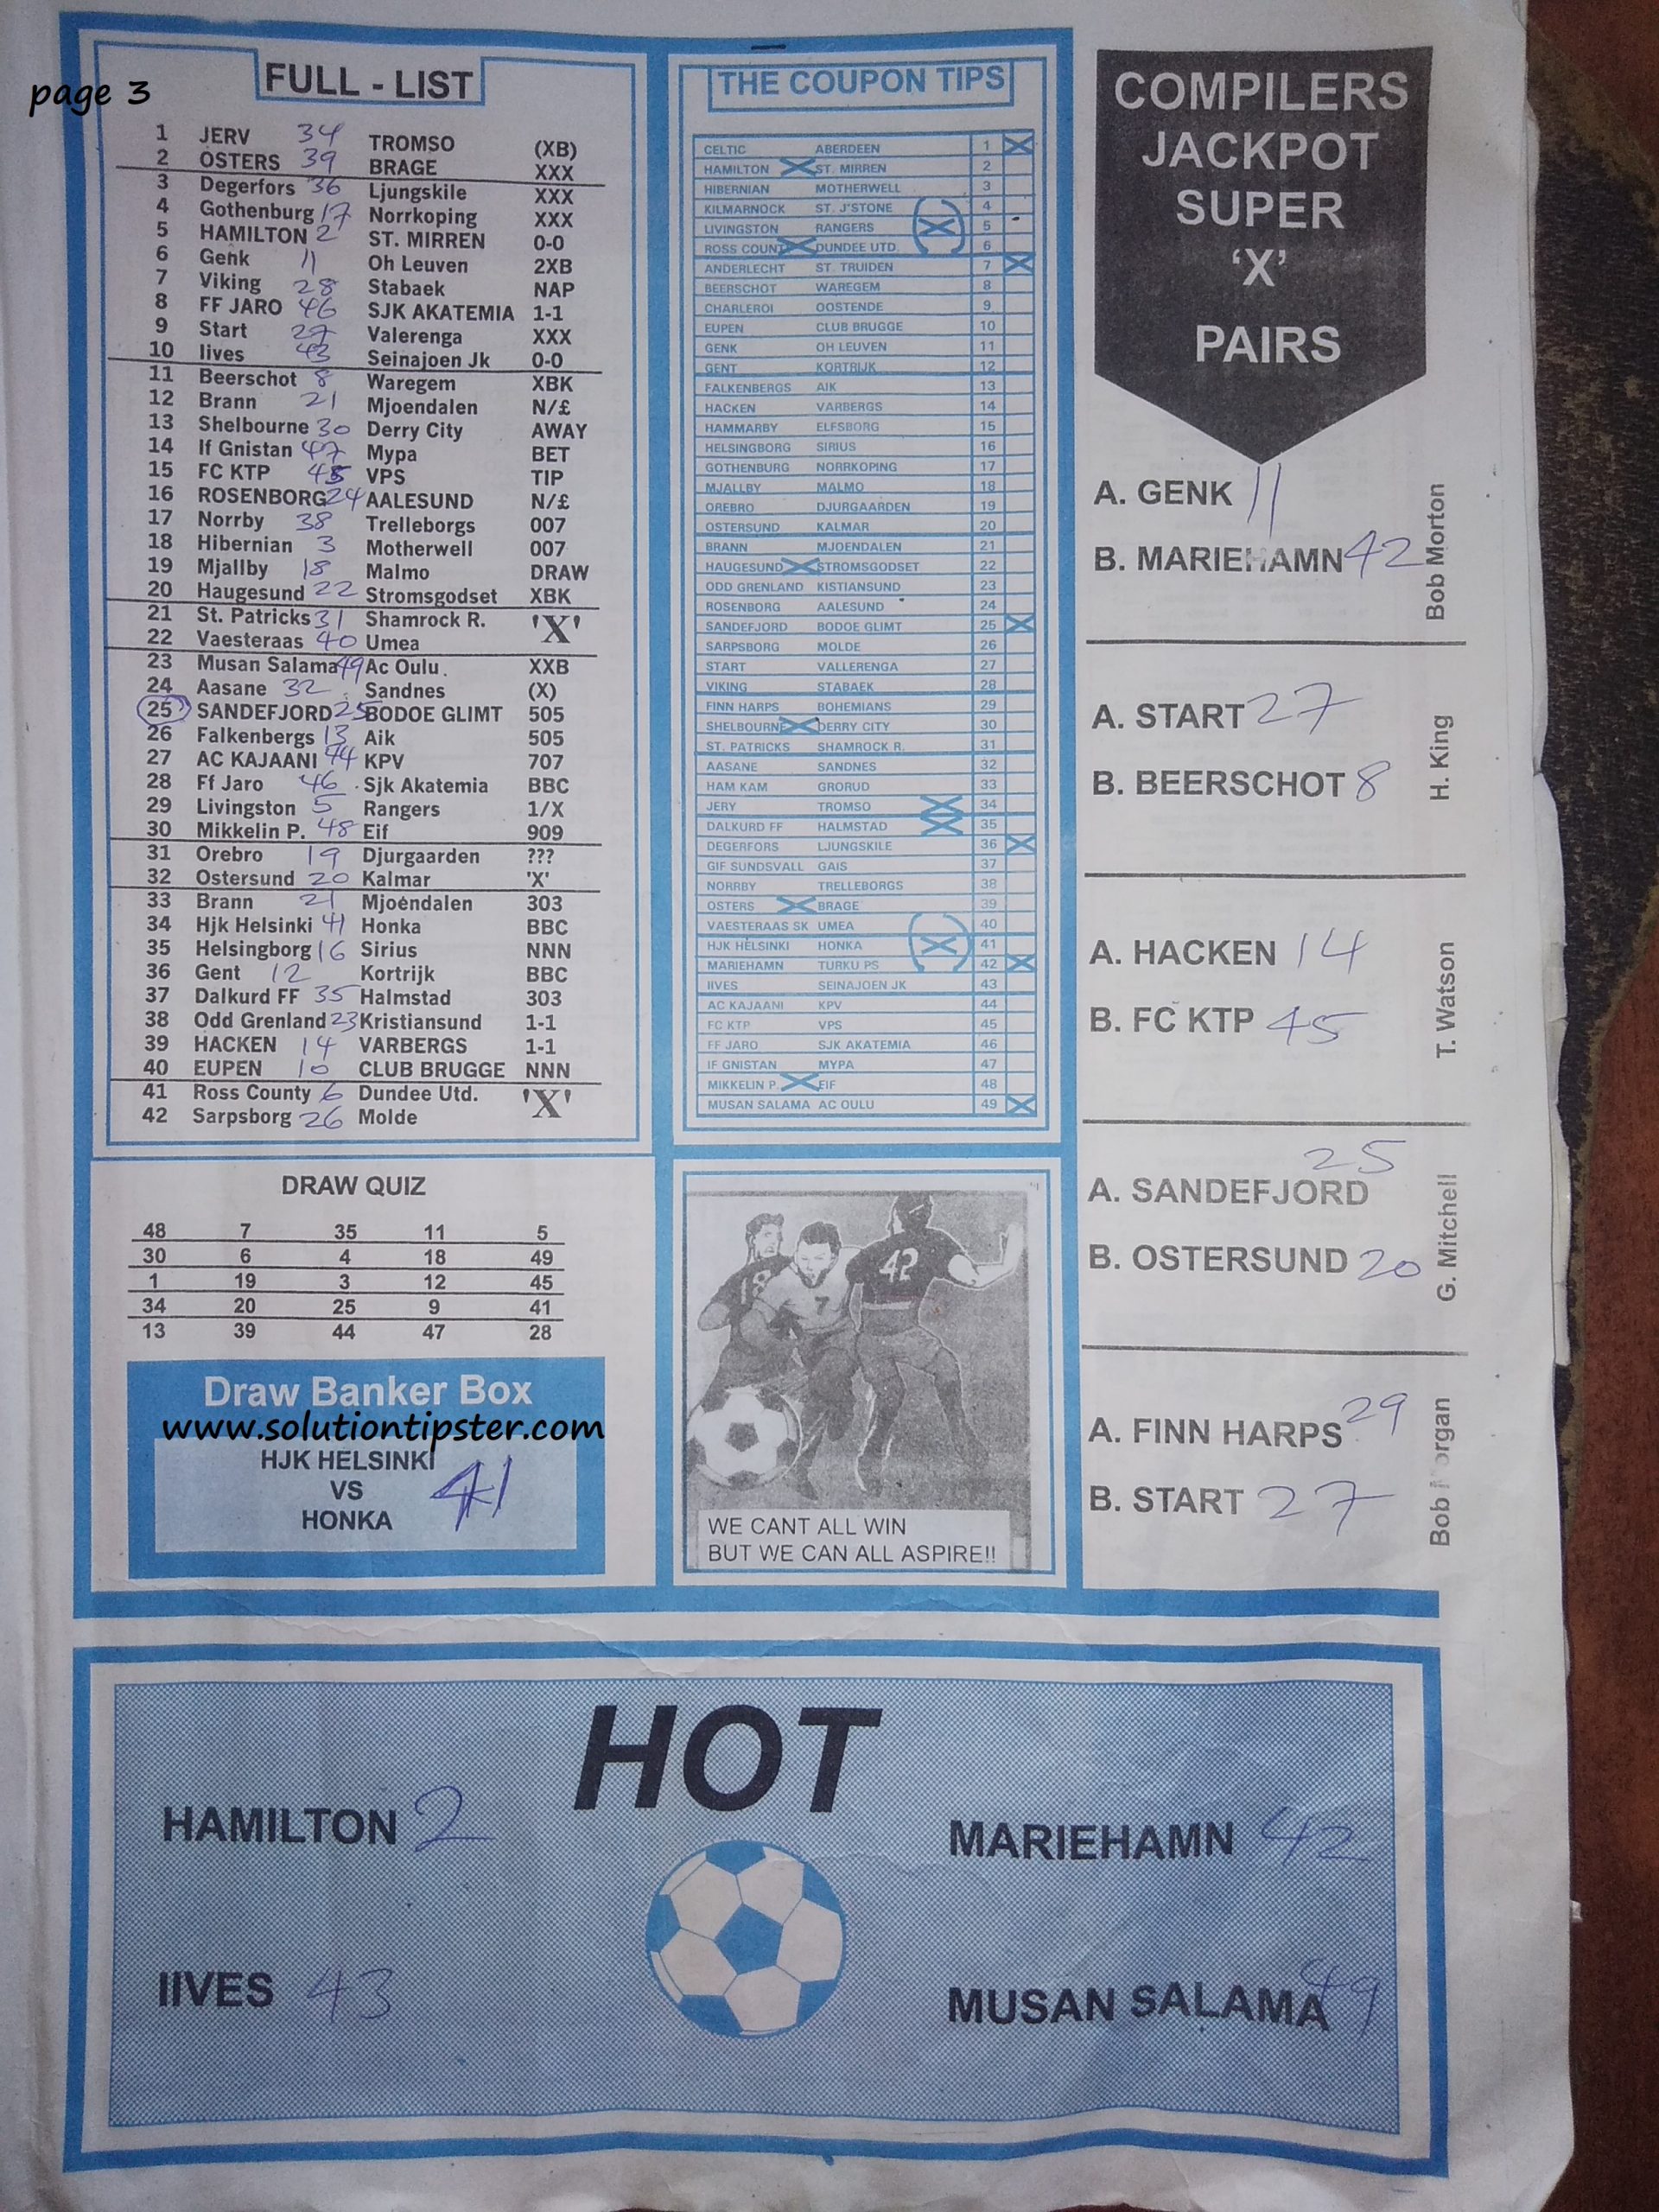 page 3
FULL - LIST
1 JERV 34 TROMSO (XB)
2 OSTERS 39 BRAGE XXX
3 Degerfors 36 Ljungskile XXX
4 Gothenburg 17 Norrkoping XXX
5 HAMILTON 2 ST. MIRREN 0-0
6 Genk 11 Oh Leuven 2XB
7 Viking 28 Stabaek NAP
8 FF JARO 46 SJK AKATEMIA 1-1
9 Start 27 Valerenga XXX
10 Iives 43 Seinajoen Jk 0-0
11 Beerschot 8 Waregem XBK
12 Brann 21 Mjoendalen N/£
13 Shelbourne 30 Derry City AWAY
14 If Gnistan 47 Mypa BET
15 FC KTP 45 VPS TIP
16 ROSENBORG 24 AALESUND N/£
17 Norrby 38 Trelleborgs 007
18 Hibernian 3 Motherwell 007
19 Mjallby 18 Malmo DRAW
20 Haugesund 22 Stromsgodset XBK
21 St. Patricks 31 Shamrock R. 'X'
22 Vaesteraas 40 Umea
23 Musan Salama 49 Ac Oulu. XXB
24 Aasane 32 Sandnes (X)
25 SANDEFJORD 25 BODOE GLIMT 505
26 Falkenbergs 13 Aik 505
27 AC KAJAANI 44 KPV 707
28 Ff Jaro 46 Sjk Akatemia BBC
29 Livingston 5 Rangers 1/X
30 Mikkelin P. 48 Eif 909
31 Orebro 19 Djurgaarden ???
32 Ostersund 20 Kalmar 'X'
33 Brann 21 Mjoendalen 303
34 Hjk Helsinki 41 Honka BBC
35 Helsingborg 16 Sirius NNN
36 Gent 12 Kortrijk BBC
37 Dalkurd FF 35 Halmstad 303
38 Odd Grenland 23 Kristiansund 1-1
39 HACKEN 14 VARBERGS 1-1
40 EUPEN 10 CLUB BRUGGE NNN
41 Ross County 6 Dundee Utd. 'X'
42 Sarpsborg 26 Molde
DRAW QUIZ
48 7 35 11 5
30 6 4 18 49
1 19 3 12 45
34 20 25 9 41
13 39 44 47 28
Draw Banker Box
www.solutiontipster.com
HJK HELSINKI
VS 41
HONKA
THE COUPON TIPS
CELTIC ABERDEEN 1 X
HAMILTON X ST. MIRREN 2
HIBERNIAN MOTHERWELL 3
KILMARNOCK ST. J'STONE 4
LIVINGSTON RANGERS (X) 5
ROSS COUNT X DUNDEE UTD. 6
ANDERLECHT ST. TRUIDEN 7 X
BEERSCHOT WAREGEM 8
CHARLEROI OOSTENDE 9
EUPEN CLUB BRUGGE 10
GENK OH LEUVEN 11
GENT KORTRIJK 12
FALKENBERGS AIK 13
HACKEN VARBERGS 14
HAMMARBY ELFSBORG 15
HELSINGBORG SIRIUS 16
GOTHENBURG NORRKOPING 17
MJALLBY MALMO 18
OREBRO DJURGAARDEN 19
OSTERSUND KALMAR 20
BRANN MJOENDALEN 21
HAUGESUND X STROMSGODSET 22
ODD GRENLAND KISTIANSUND 23
ROSENBORG AALESUND 24
SANDEFJORD BODOE GLIMT 25 X
SARPSBORG MOLDE 26
START VALLERENGA 27
VIKING STABAEK 28
FINN HARPS BOHEMIANS 29
SHELBOURNE X DERRY CITY 30
ST. PATRICKS SHAMROCK R. 31
AASANE SANDNES 32
HAM KAM GRORUD 33
JERY TROMSO X 34
DALKURD FF HALMSTAD X 35
DEGERFORS LJUNGSKILE 36 X
GIF SUNDSVALL GAIS 37
NORRBY TRELLEBORGS 38
OSTERS X BRAGE 39
VAESTERAAS SK UMEA 40
HJK HELSINKI HONKA (X) 41
MARIEHAMN TURKU PS 42 X
IIVES SEINAJOEN JK 43
AC KAJAANI KPV 44
FC KTP VPS 45
FF JARO SJK AKATEMIA 46
IF GNISTAN MYPA 47
MIKKELIN P. X EIF 48
MUSAN SALAMA AC OULU 49 X
42
7
WE CANT ALL WIN
BUT WE CAN ALL ASPIRE!!
COMPILERS
JACKPOT
SUPER
'X'
PAIRS
A. GENK 11
B. MARIEHAMN 42
Bob Morton
A. START 27
B. BEERSCHOT 8
H. King
A. HACKEN 14
B. FC KTP 45
T. Watson
25
A. SANDEFJORD
B. OSTERSUND 20
G. Mitchell
A. FINN HARPS 29
B. START 27
Bob
HOT
HAMILTON 2
MARIEHAMN 42
IIVES 43
MUSAN SALAMA 49